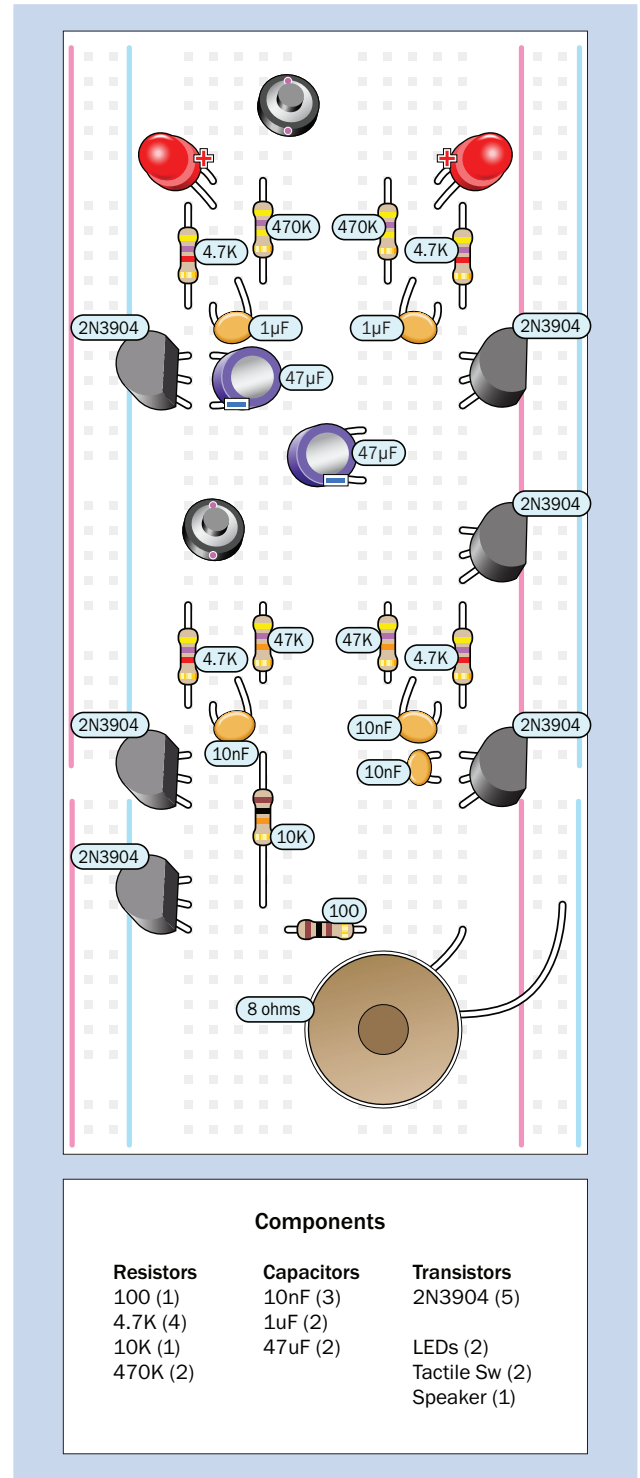 470K
470K
4.7K
4.7K
2N3904
1µF
1µF
2N3904
47µF
47µF
2N3904
47K
47K
4.7K
4.7K
2N3904
10nF
10nF
2N3904
10nF
10K
2N3904
100
8 ohms
Components
Resistors
100 (1)
4.7K (4)
10K (1)
470K (2)
Capacitors
10nF (3)
1uF (2)
47uF (2)
Transistors
2N3904 (5)
LEDs (2)
Tactile Sw (2)
Speaker (1)